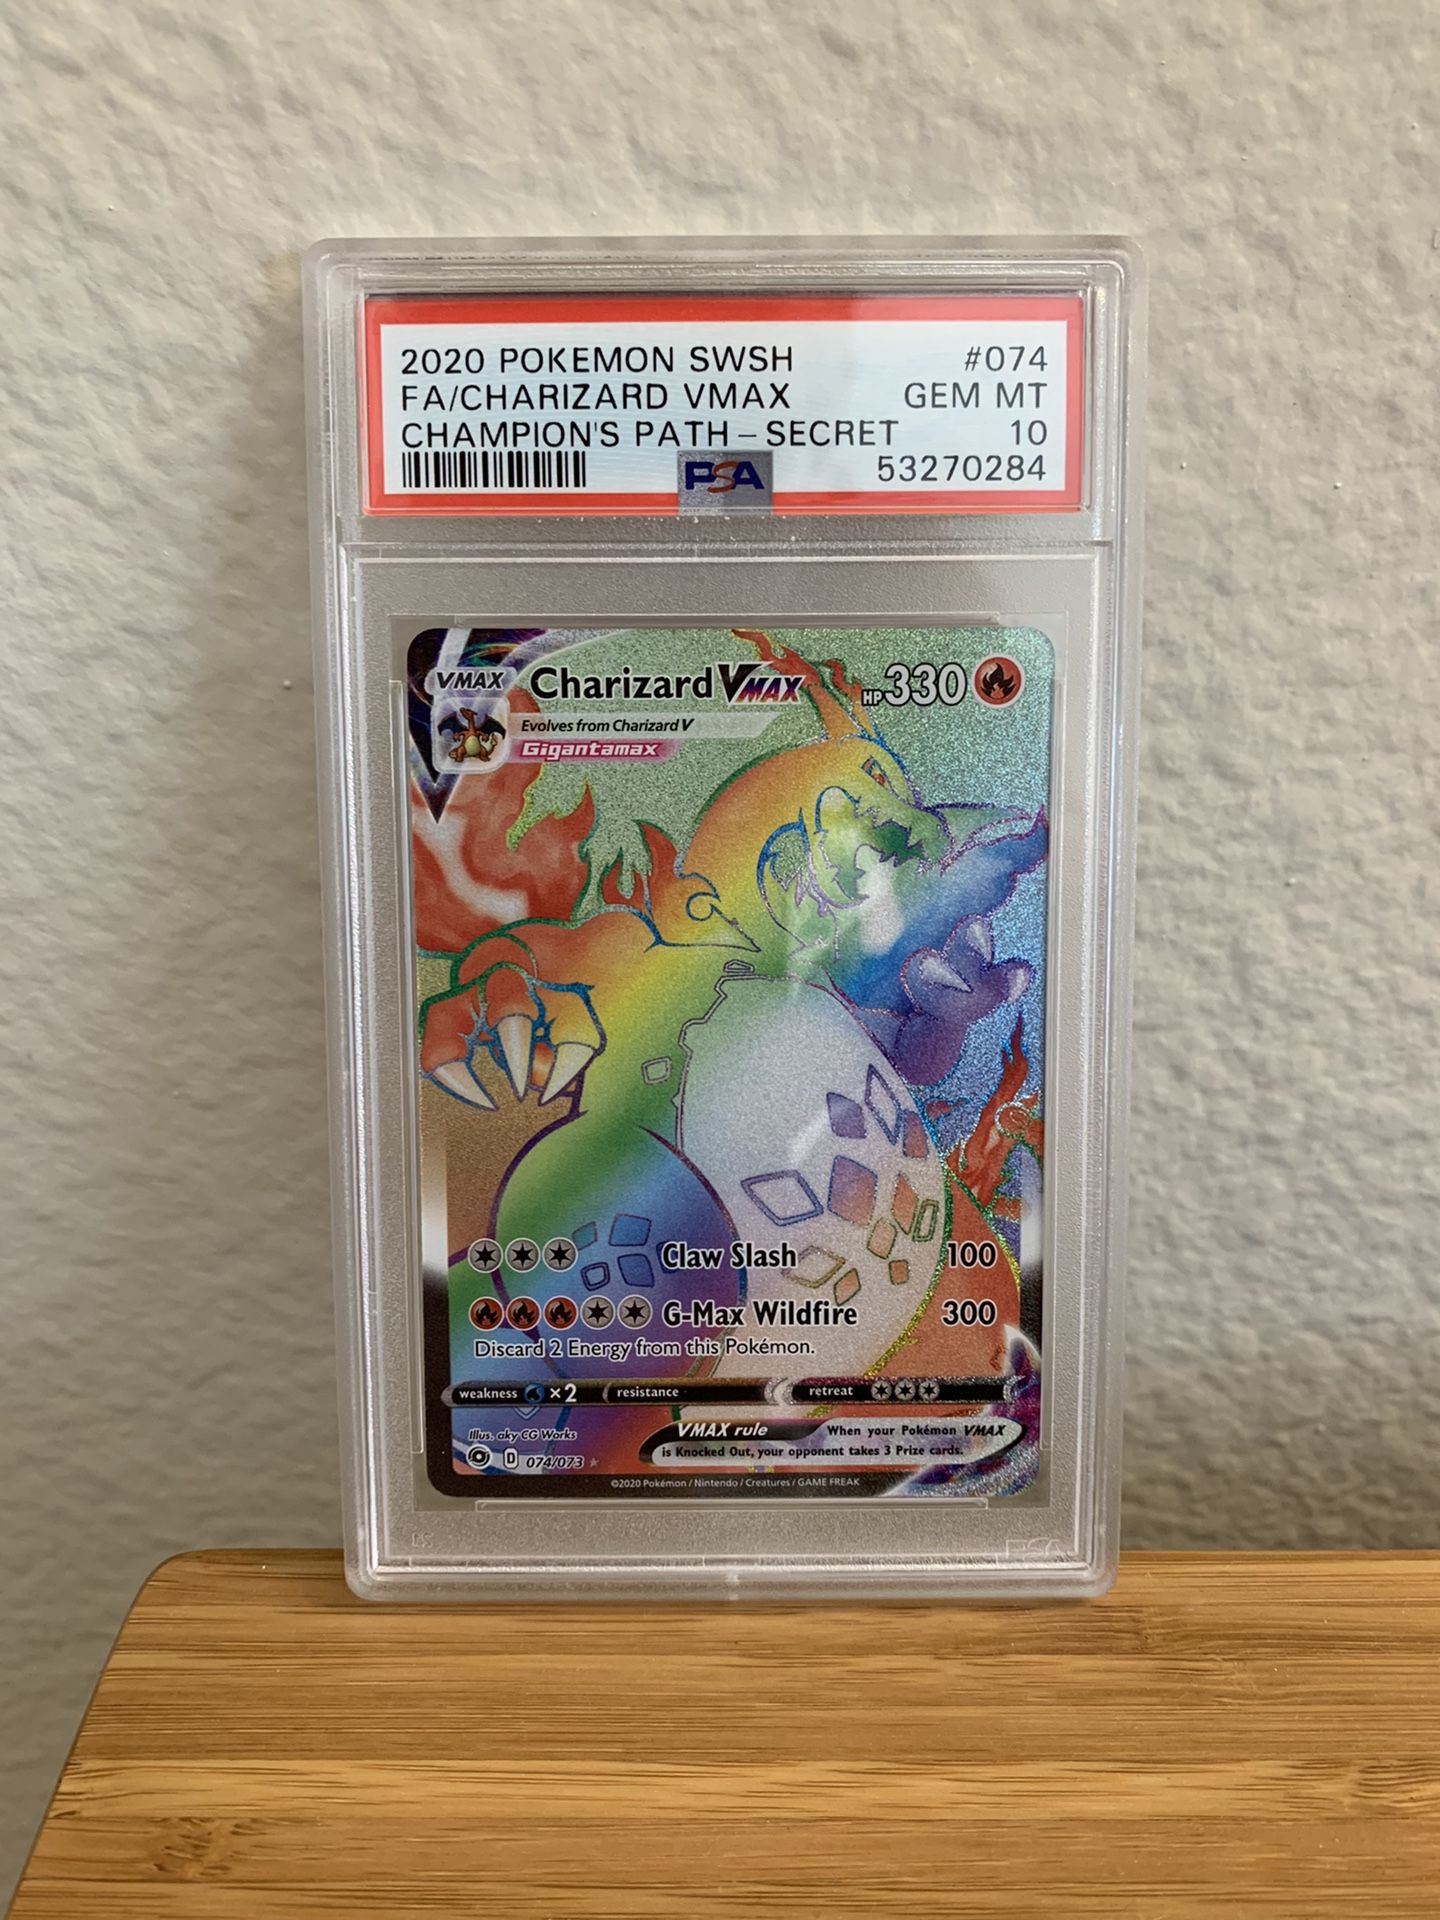 2020 POKEMON SWSH #074
FA/CHARIZARD VMAX GEM MT
CHAMPION'S PATH - SECRET 10
PSA 53270284
VMAX Charizard VMAX HP 330
Evolves from Charizard V
Gigantamax
Claw Slash 100
G-Max Wildfire 300
Discard 2 Energy from this Pokémon.
weakness ×2 resistance retreat
Illus. aky CG Works
VMAX rule When your Pokémon VMAX
is Knocked Out, your opponent takes 3 Prize cards.
D 074/073
©2020 Pokémon / Nintendo / Creatures / GAME FREAK